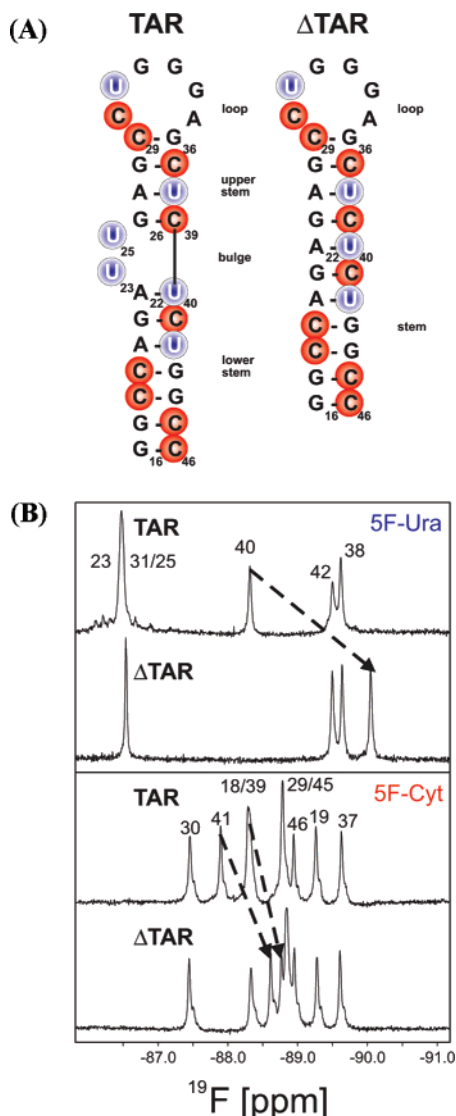 (A)
TAR ΔTAR
G G G G
U G U G
C A loop C A loop
C - G C - G
29 36 29 36
G - C G - C
A - U upper stem A - U
G - C G - C
26 39
U 25 bulge A - U
22 40
U 23 G - C
A - U A - U
22 40
G - C C - G stem
A - U C - G
C - G lower stem G - C
C - G G - C
16 46
G - C
G - C
16 46
(B)
TAR 5F-Ura
23 31/25 40 42 38
ΔTAR
TAR 5F-Cyt
30 41 18/39 29/45 46 19 37
ΔTAR
-87.0 -88.0 -89.0 -90.0 -91.0
19F [ppm]